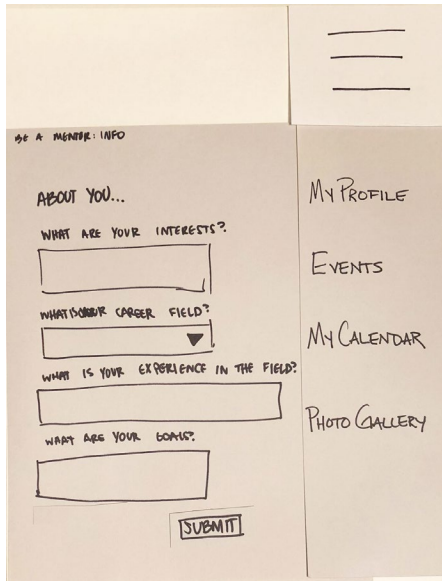 BE A MENTOR: INFO
ABOUT YOU...
WHAT ARE YOUR INTERESTS?
WHAT IS YOUR CAREER FIELD?
WHAT IS YOUR EXPERIENCE IN THE FIELD?
WHAT ARE YOUR GOALS?
SUBMIT
MY PROFILE
EVENTS
MY CALENDAR
PHOTO GALLERY